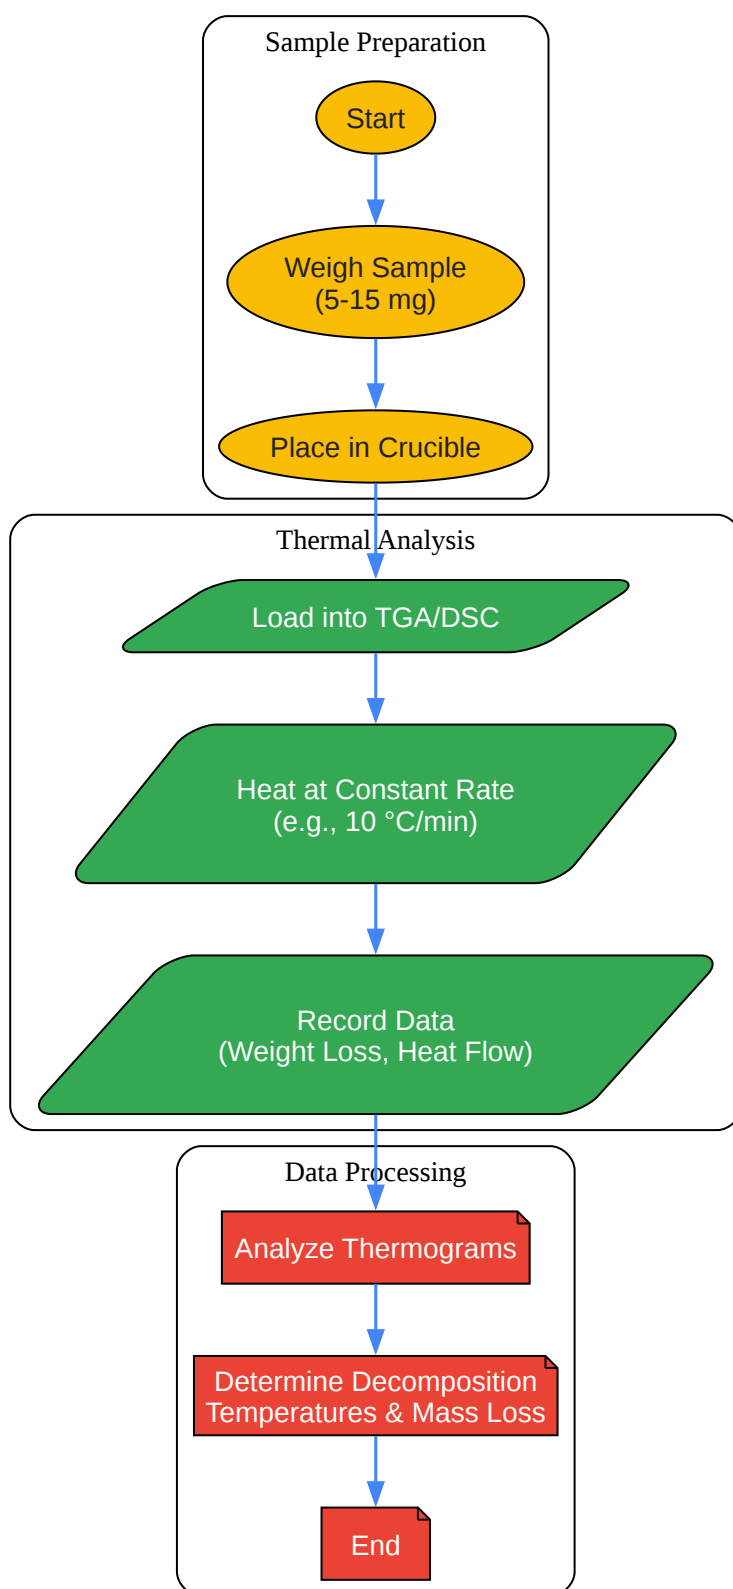 Sample Preparation
Start
Weigh Sample
(5-15 mg)
Place in Crucible
Thermal Analysis
Load into TGA/DSC
Heat at Constant Rate
(e.g., 10 °C/min)
Record Data
(Weight Loss, Heat Flow)
Data Processing
Analyze Thermograms
Determine Decomposition
Temperatures & Mass Loss
End